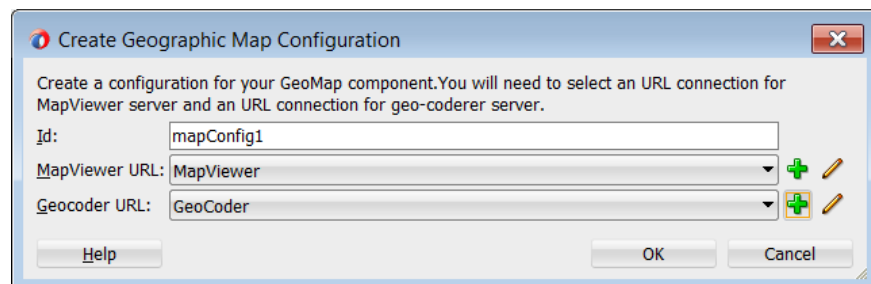 Create Geographic Map Configuration
Create a configuration for your GeoMap component.You will need to select an URL connection for
MapViewer server and an URL connection for geo-coderer server.
Id: mapConfig1
MapViewer URL: MapViewer
Geocoder URL: GeoCoder
Help OK Cancel